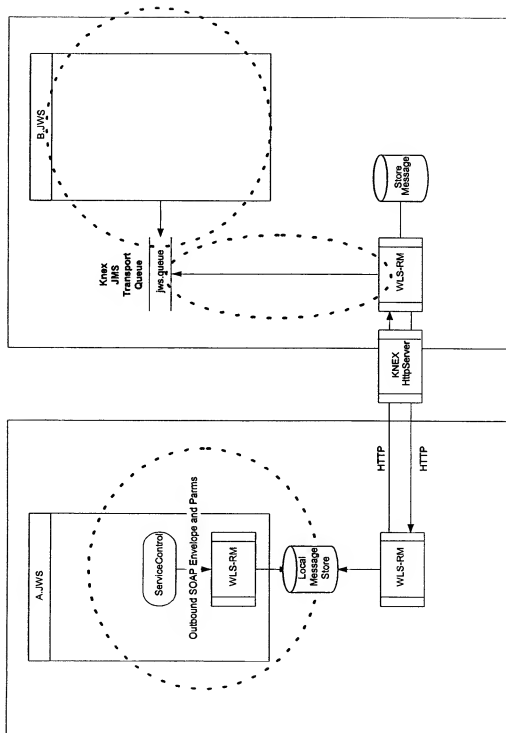 A.JWS
ServiceControl
Outbound SOAP Envelope and Parms
WLS-RM
Local
Message
Store
WLS-RM
HTTP
HTTP
KNEX
HttpServer
WLS-RM
Store
Message
Knex
JMS
Transport
Queue
jws.queue
B.JWS